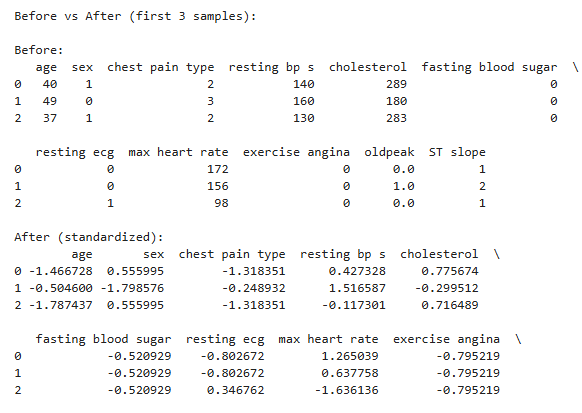 Before vs After (first 3 samples):
Before:
age sex chest pain type resting bp s cholesterol fasting blood sugar \
0 40 1 2 140 289 0
1 49 0 3 160 180 0
2 37 1 2 130 283 0
resting ecg max heart rate exercise angina oldpeak ST slope
0 0 172 0 0.0 1
1 0 156 0 1.0 2
2 1 98 0 0.0 1
After (standardized):
age sex chest pain type resting bp s cholesterol \
0 -1.466728 0.555995 -1.318351 0.427328 0.775674
1 -0.504600 -1.798576 -0.248932 1.516587 -0.299512
2 -1.787437 0.555995 -1.318351 -0.117301 0.716489
fasting blood sugar resting ecg max heart rate exercise angina \
0 -0.520929 -0.802672 1.265039 -0.795219
1 -0.520929 -0.802672 0.637758 -0.795219
2 -0.520929 0.346762 -1.636136 -0.795219